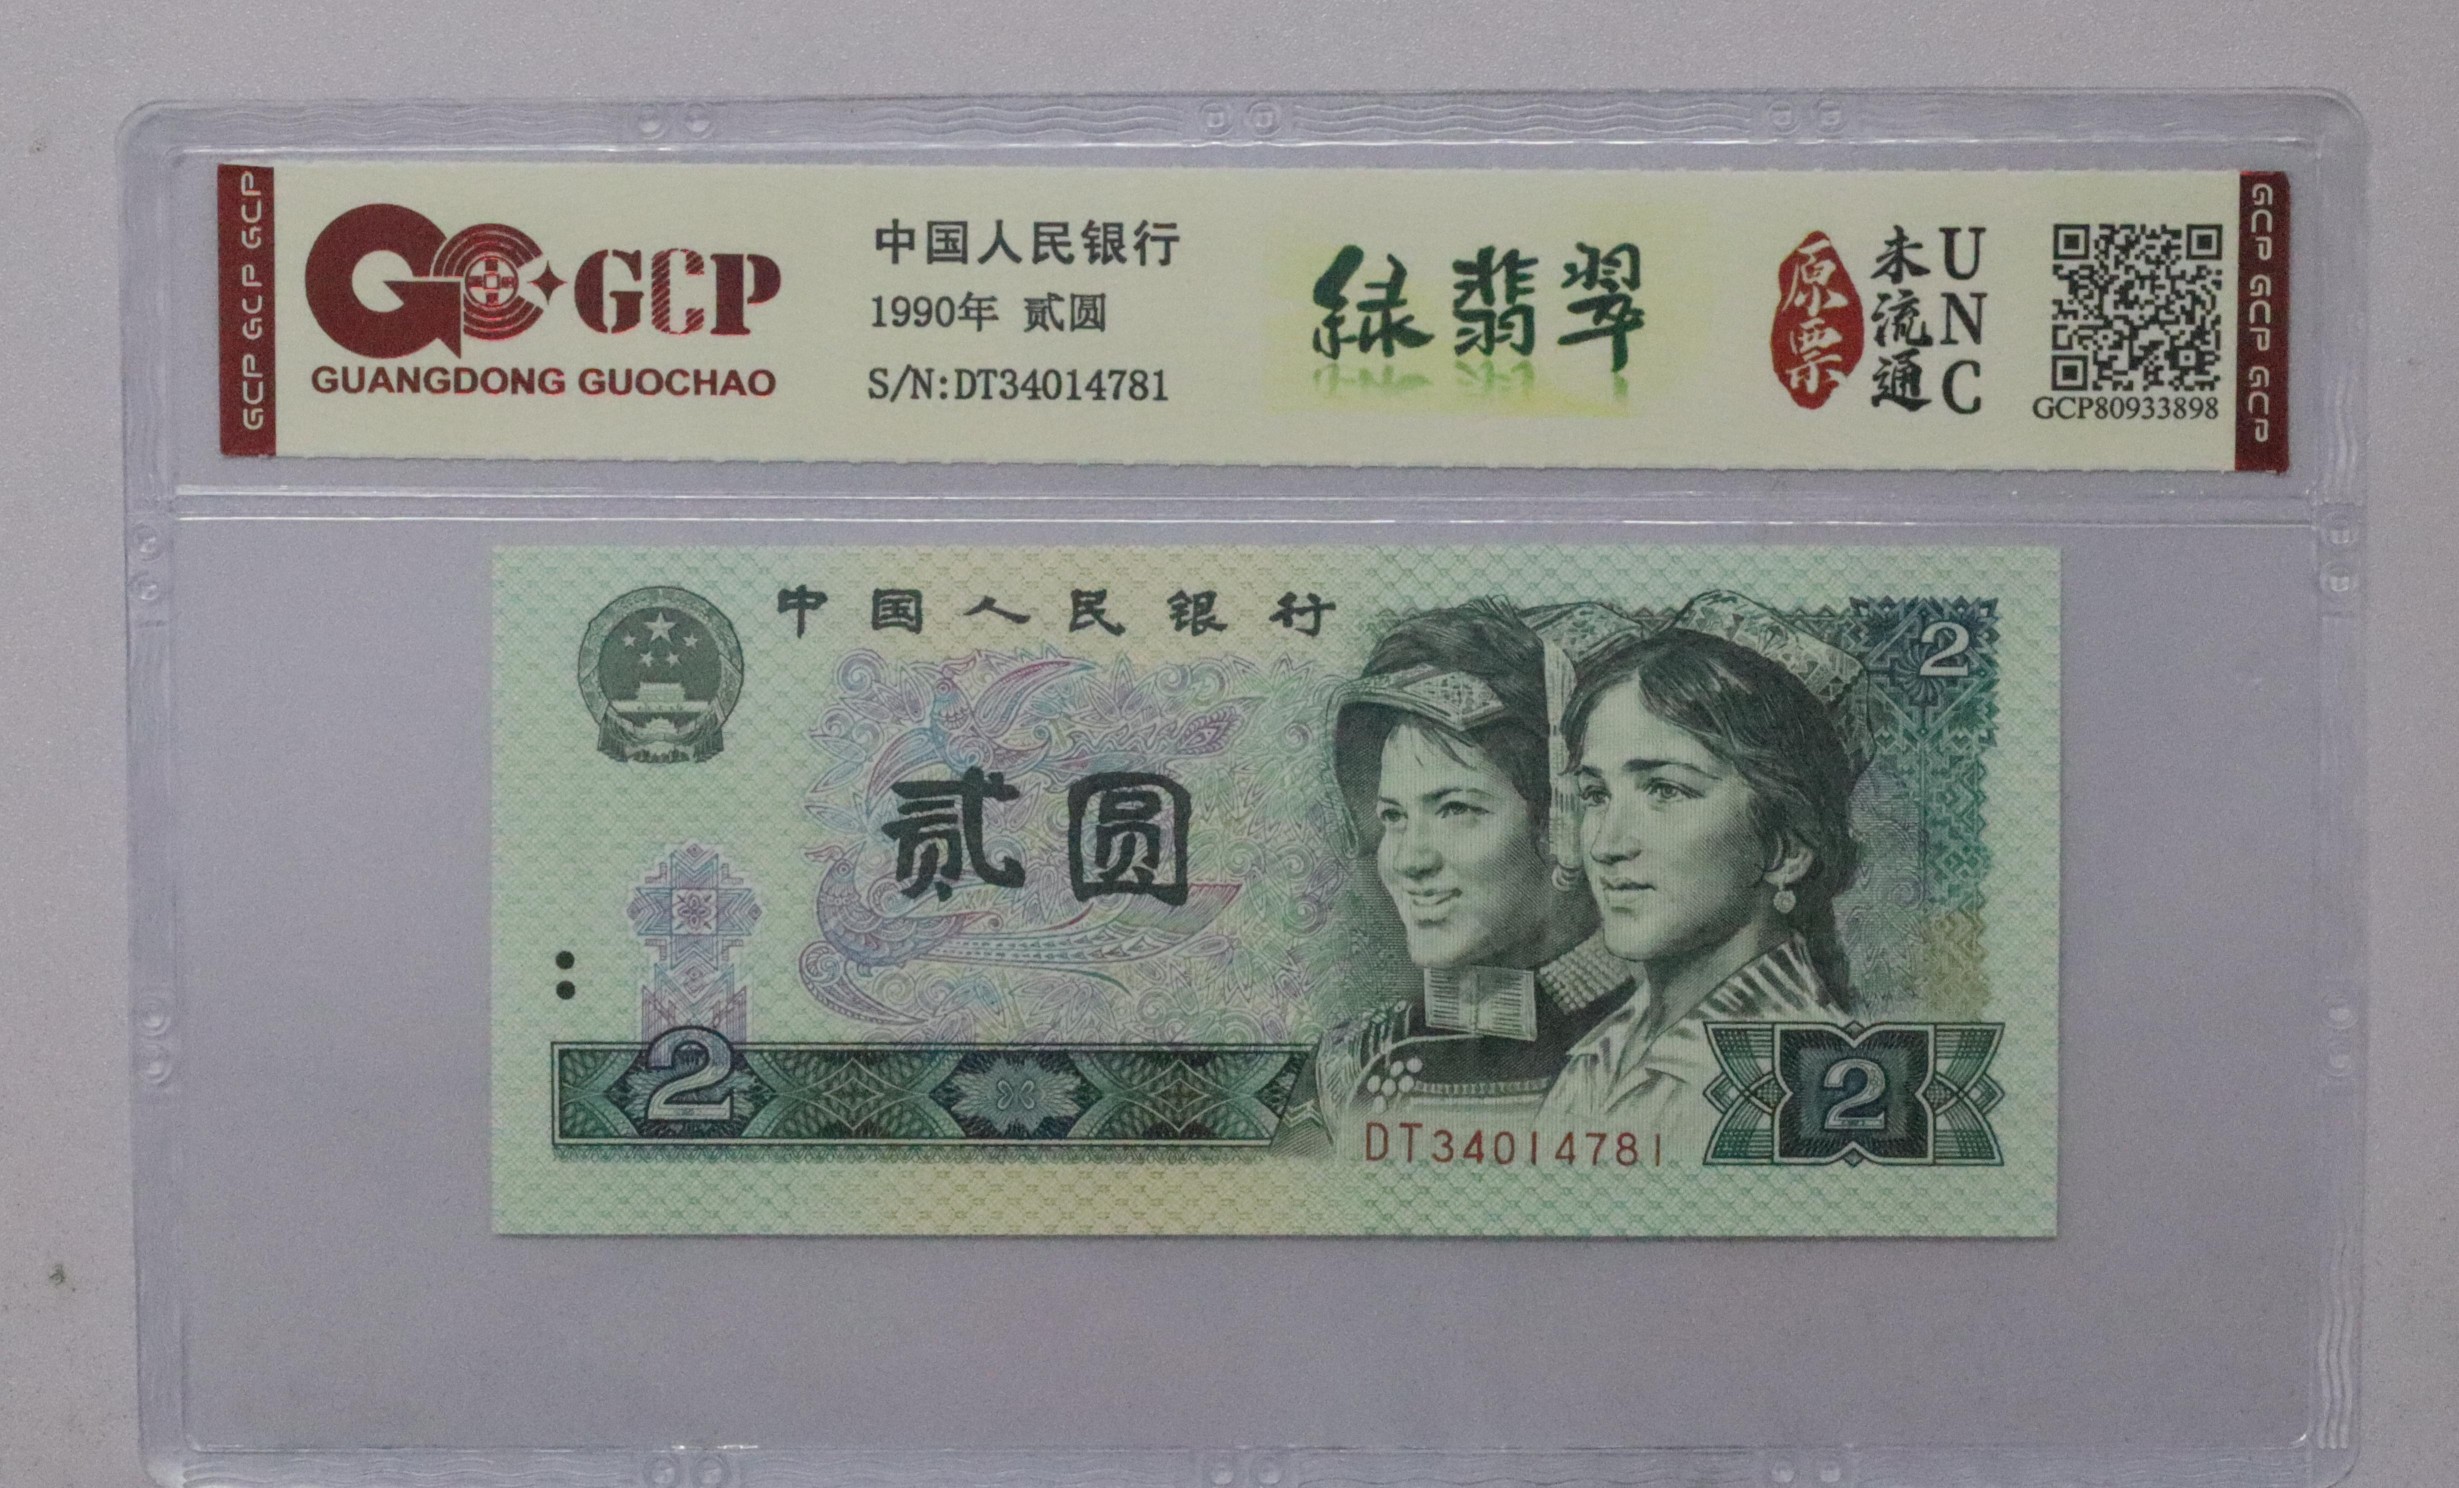 GCP GCP GCP
GCP
GUANGDONG GUOCHAO
中国人民银行
1990年 贰圆
S/N:DT34014781
绿翡翠
原票
未流通
UNC
GCP80933898
GCP GCP GCP
中国人民银行
2
贰圆
2
DT34014781
2